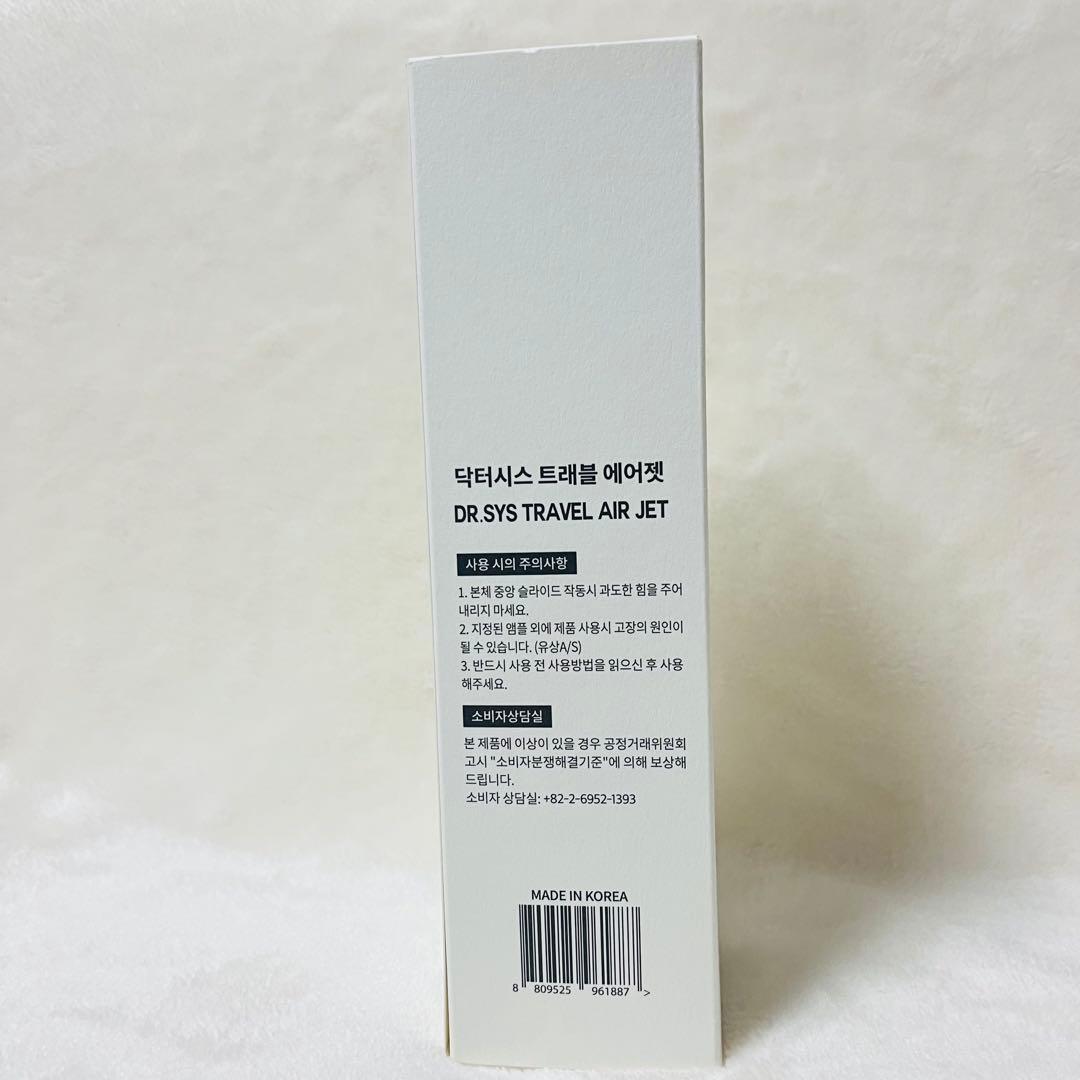 닥터시스 트래블 에어젯
DR.SYS TRAVEL AIR JET
사용 시의 주의사항
1. 본체 중앙 슬라이드 작동시 과도한 힘을 주어
내리지 마세요.
2. 지정된 앰플 외에 제품 사용시 고장의 원인이
될 수 있습니다. (유상A/S)
3. 반드시 사용 전 사용방법을 읽으신 후 사용
해주세요.
소비자상담실
본 제품에 이상이 있을 경우 공정거래위원회
고시 "소비자분쟁해결기준"에 의해 보상해
드립니다.
소비자 상담실: +82-2-6952-1393
MADE IN KOREA
8 809525 961887 >